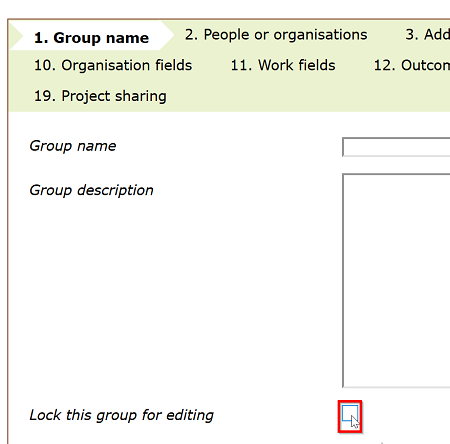 1. Group name 2. People or organisations 3. Add
10. Organisation fields 11. Work fields 12. Outcom
19. Project sharing
Group name
Group description
Lock this group for editing